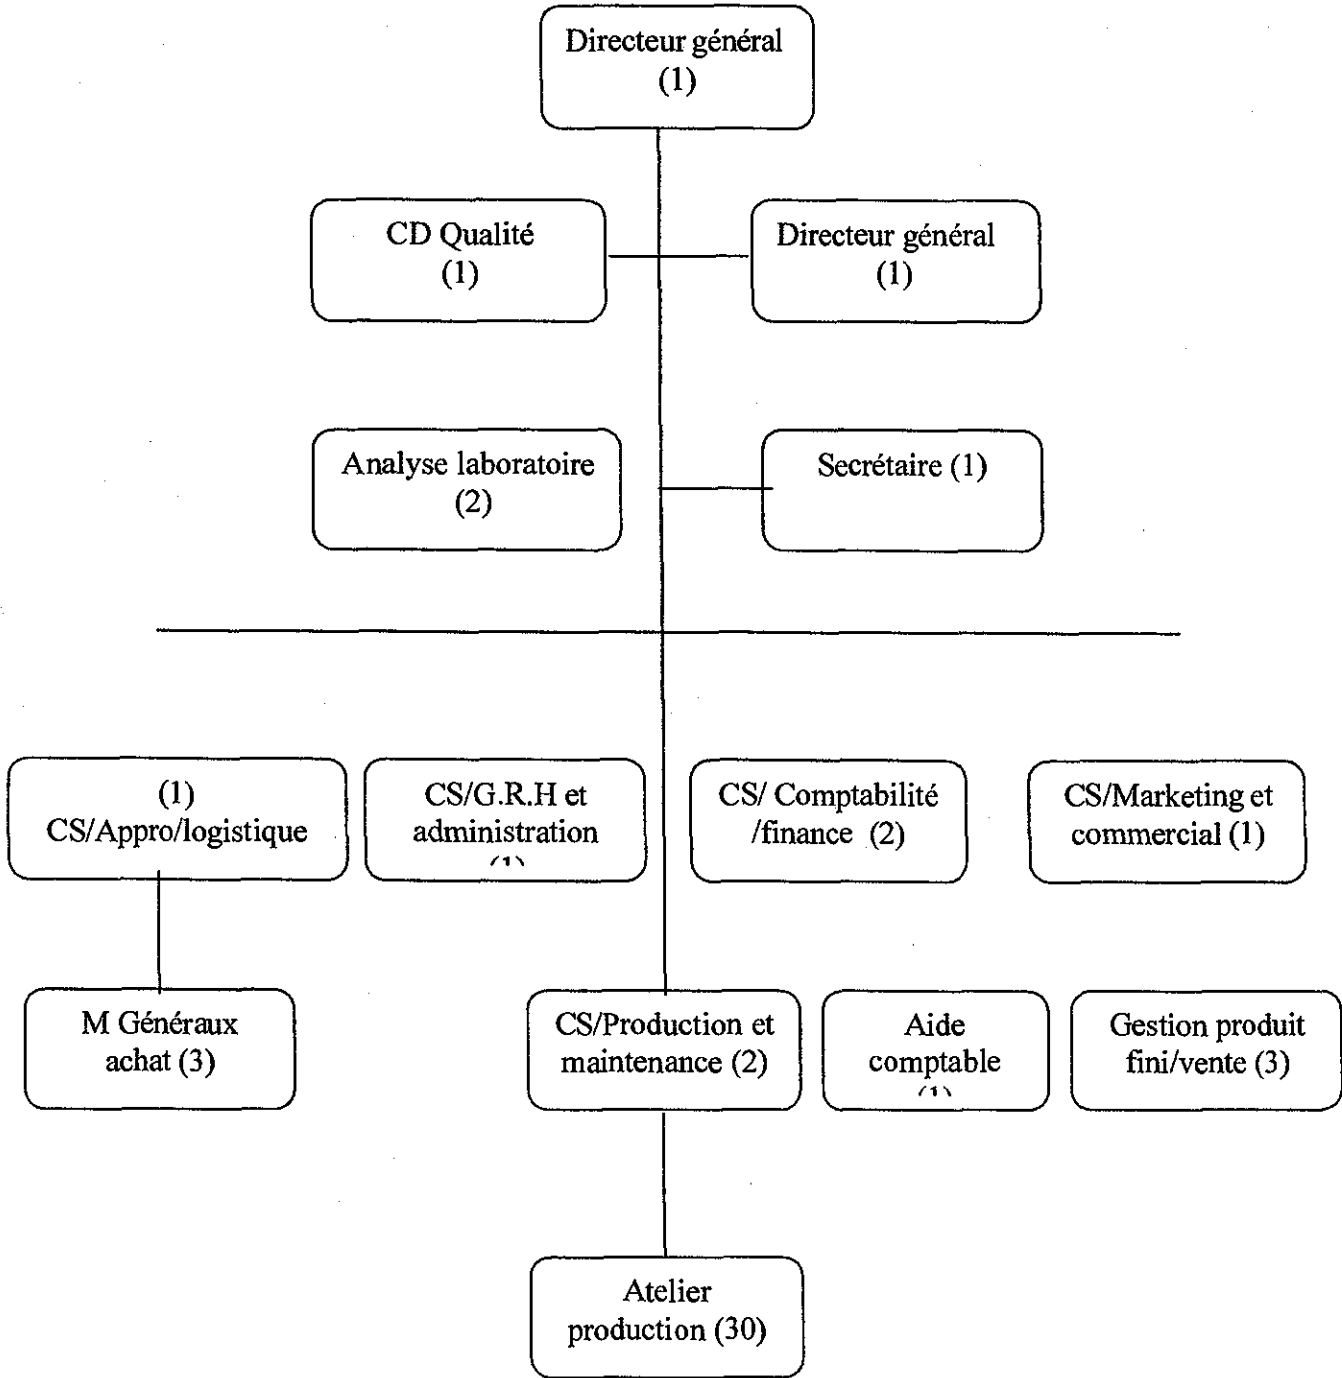 Directeur général
(1)
CD Qualité
(1)
Directeur général
(1)
Analyse laboratoire
(2)
Secrétaire (1)
(1)
CS/Appro/logistique
CS/G.R.H et
administration
(1)
CS/ Comptabilité
/finance (2)
CS/Marketing et
commercial (1)
M Généraux
achat (3)
CS/Production et
maintenance (2)
Aide
comptable
(1)
Gestion produit
fini/vente (3)
Atelier
production (30)